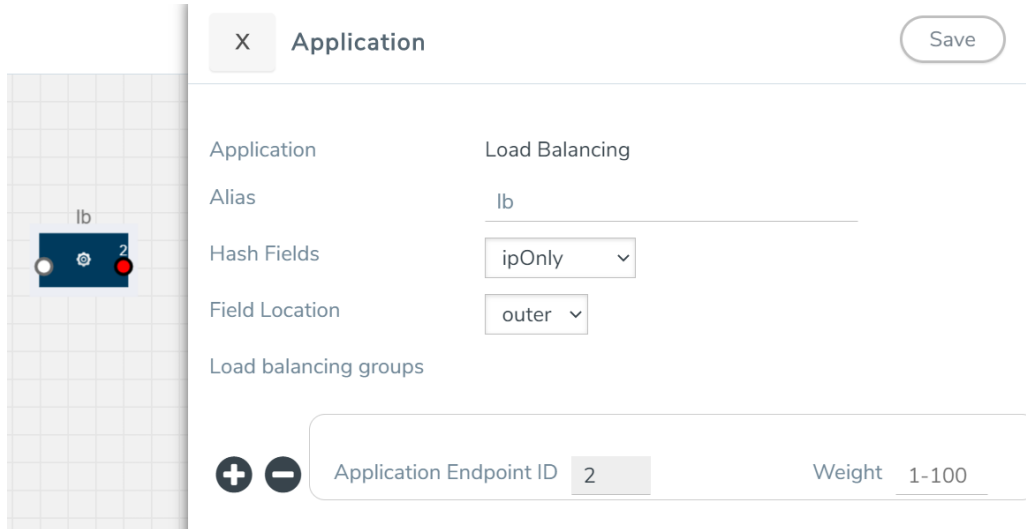 X Application Save
Application Load Balancing
Alias lb
lb
2
Hash Fields ipOnly
Field Location outer
Load balancing groups
Application Endpoint ID 2 Weight 1-100